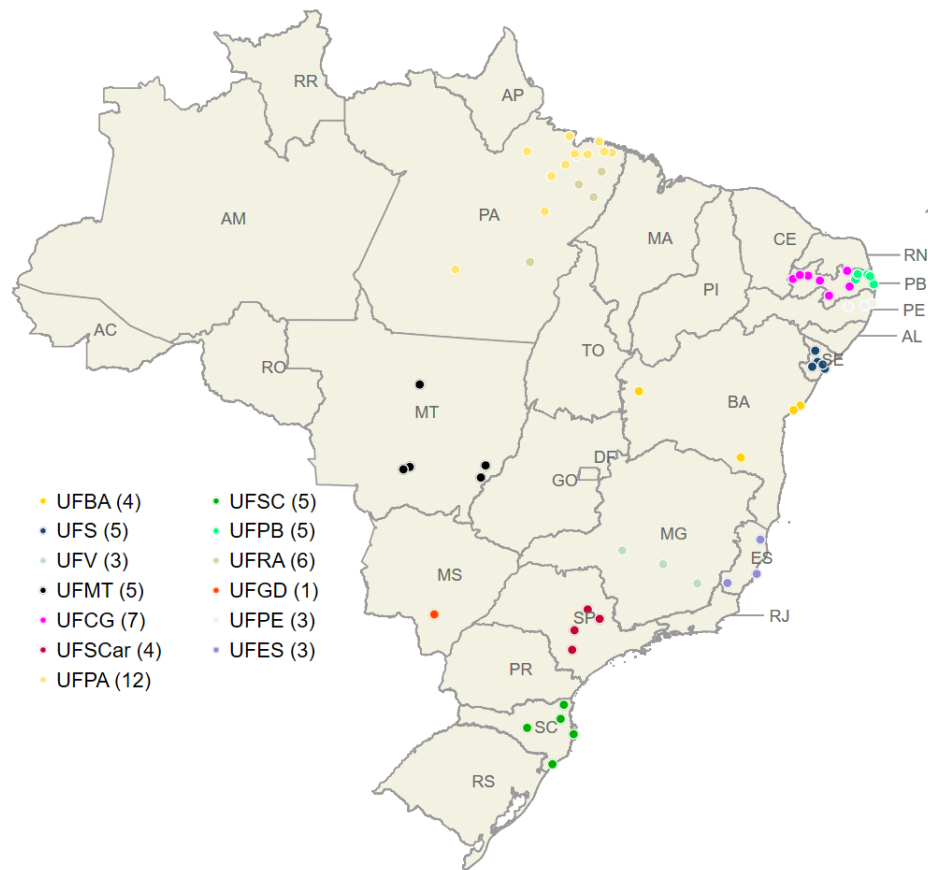 RR
AP
AM
PA
MA
CE
RN
PB
PE
AL
PI
AC
RO
TO
SE
MT
BA
DF
GO
MG
ES
MS
SP
RJ
PR
SC
RS
UFBA (4)
UFS (5)
UFV (3)
UFMT (5)
UFCG (7)
UFSCar (4)
UFPA (12)
UFSC (5)
UFPB (5)
UFRA (6)
UFGD (1)
UFPE (3)
UFES (3)